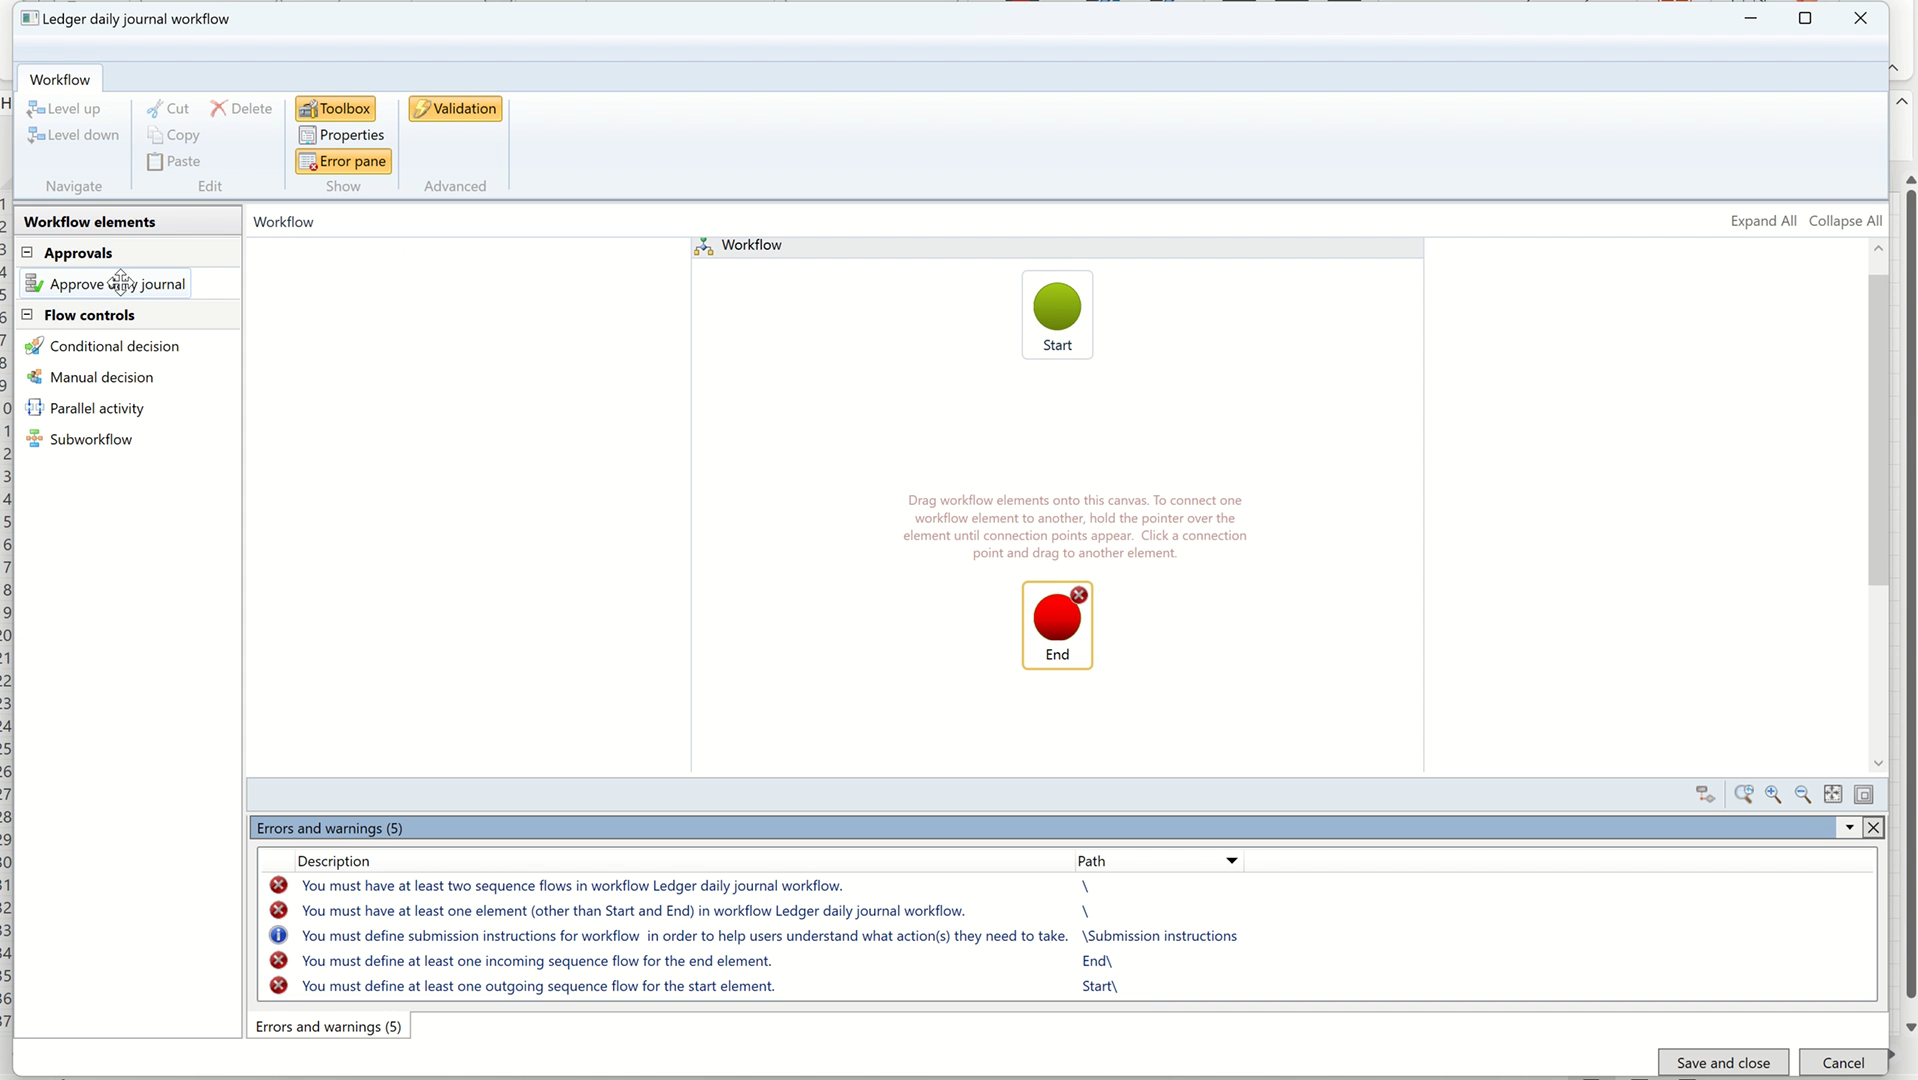 Ledger daily journal workflow
Workflow
Level up
Cut
Delete
Toolbox
Validation
Level down
Copy
Properties
Paste
Error pane
Navigate
Edit
Show
Advanced
Workflow elements
Workflow
Expand All
Collapse All
Approvals
Workflow
Approve journal
Flow controls
Start
Conditional decision
Manual decision
Parallel activity
Subworkflow
Drag workflow elements onto this canvas. To connect one
workflow element to another, hold the pointer over the
element until connection points appear. Click a connection
point and drag to another element.
End
Errors and warnings (5)
Description
Path
You must have at least two sequence flows in workflow Ledger daily journal workflow.
\
You must have at least one element (other than Start and End) in workflow Ledger daily journal workflow.
\
You must define submission instructions for workflow in order to help users understand what action(s) they need to take.
\Submission instructions
You must define at least one incoming sequence flow for the end element.
End\
You must define at least one outgoing sequence flow for the start element.
Start\
Errors and warnings (5)
Save and close
Cancel